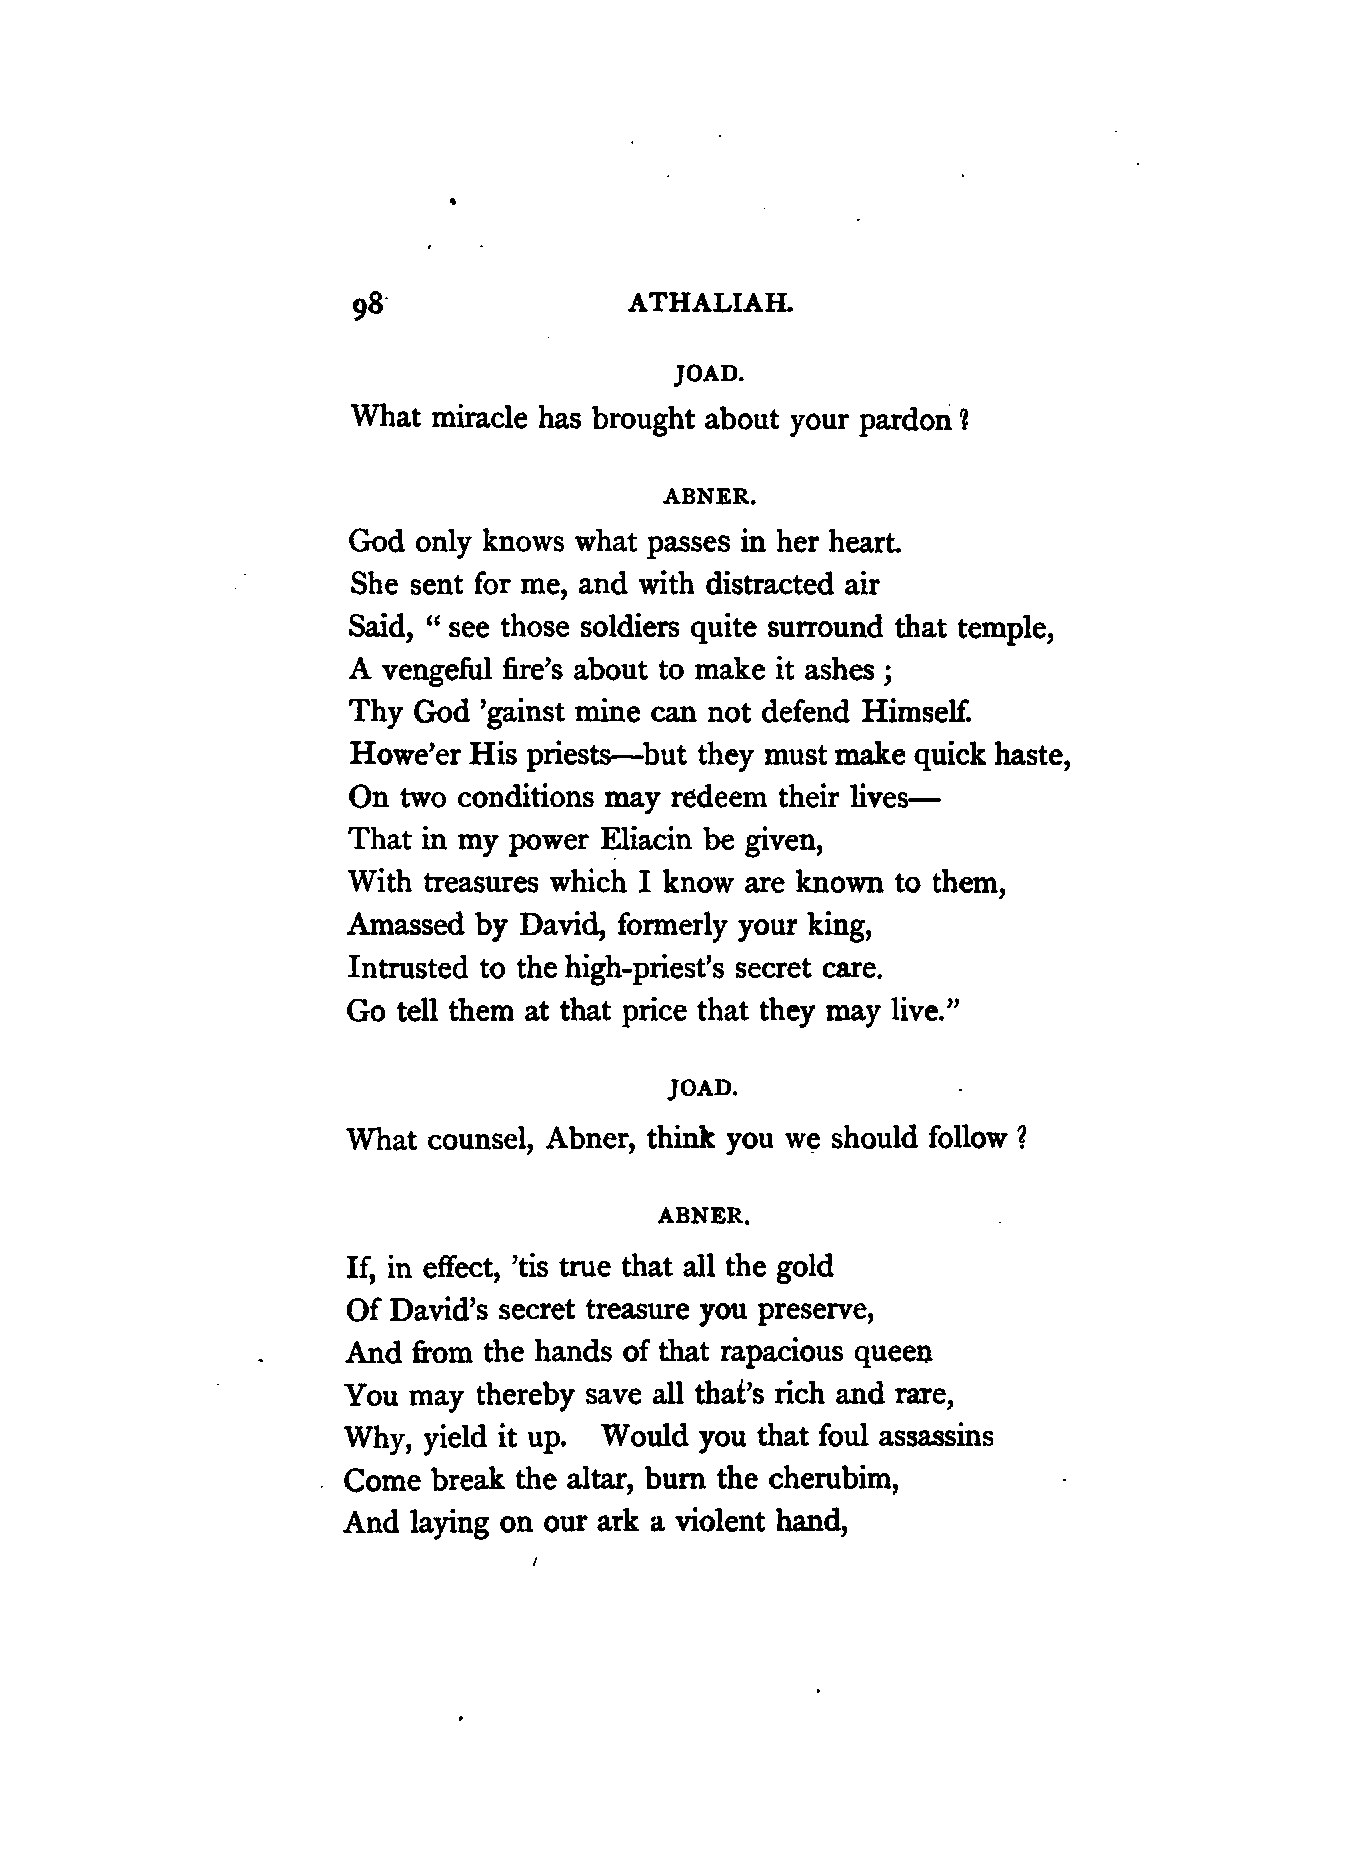 98 ATHALIAH.
JOAD.
What miracle has brought about your pardon ?
ABNER.
God only knows what passes in her heart.
She sent for me, and with distracted air
Said, “ see those soldiers quite surround that temple,
A vengeful fire’s about to make it ashes ;
Thy God ’gainst mine can not defend Himself.
Howe’er His priests—but they must make quick haste,
On two conditions may redeem their lives—
That in my power Eliacin be given,
With treasures which I know are known to them,
Amassed by David, formerly your king,
Intrusted to the high-priest’s secret care.
Go tell them at that price that they may live.”
JOAD.
What counsel, Abner, think you we should follow ?
ABNER.
If, in effect, ’tis true that all the gold
Of David’s secret treasure you preserve,
And from the hands of that rapacious queen
You may thereby save all that’s rich and rare,
Why, yield it up. Would you that foul assassins
Come break the altar, burn the cherubim,
And laying on our ark a violent hand,